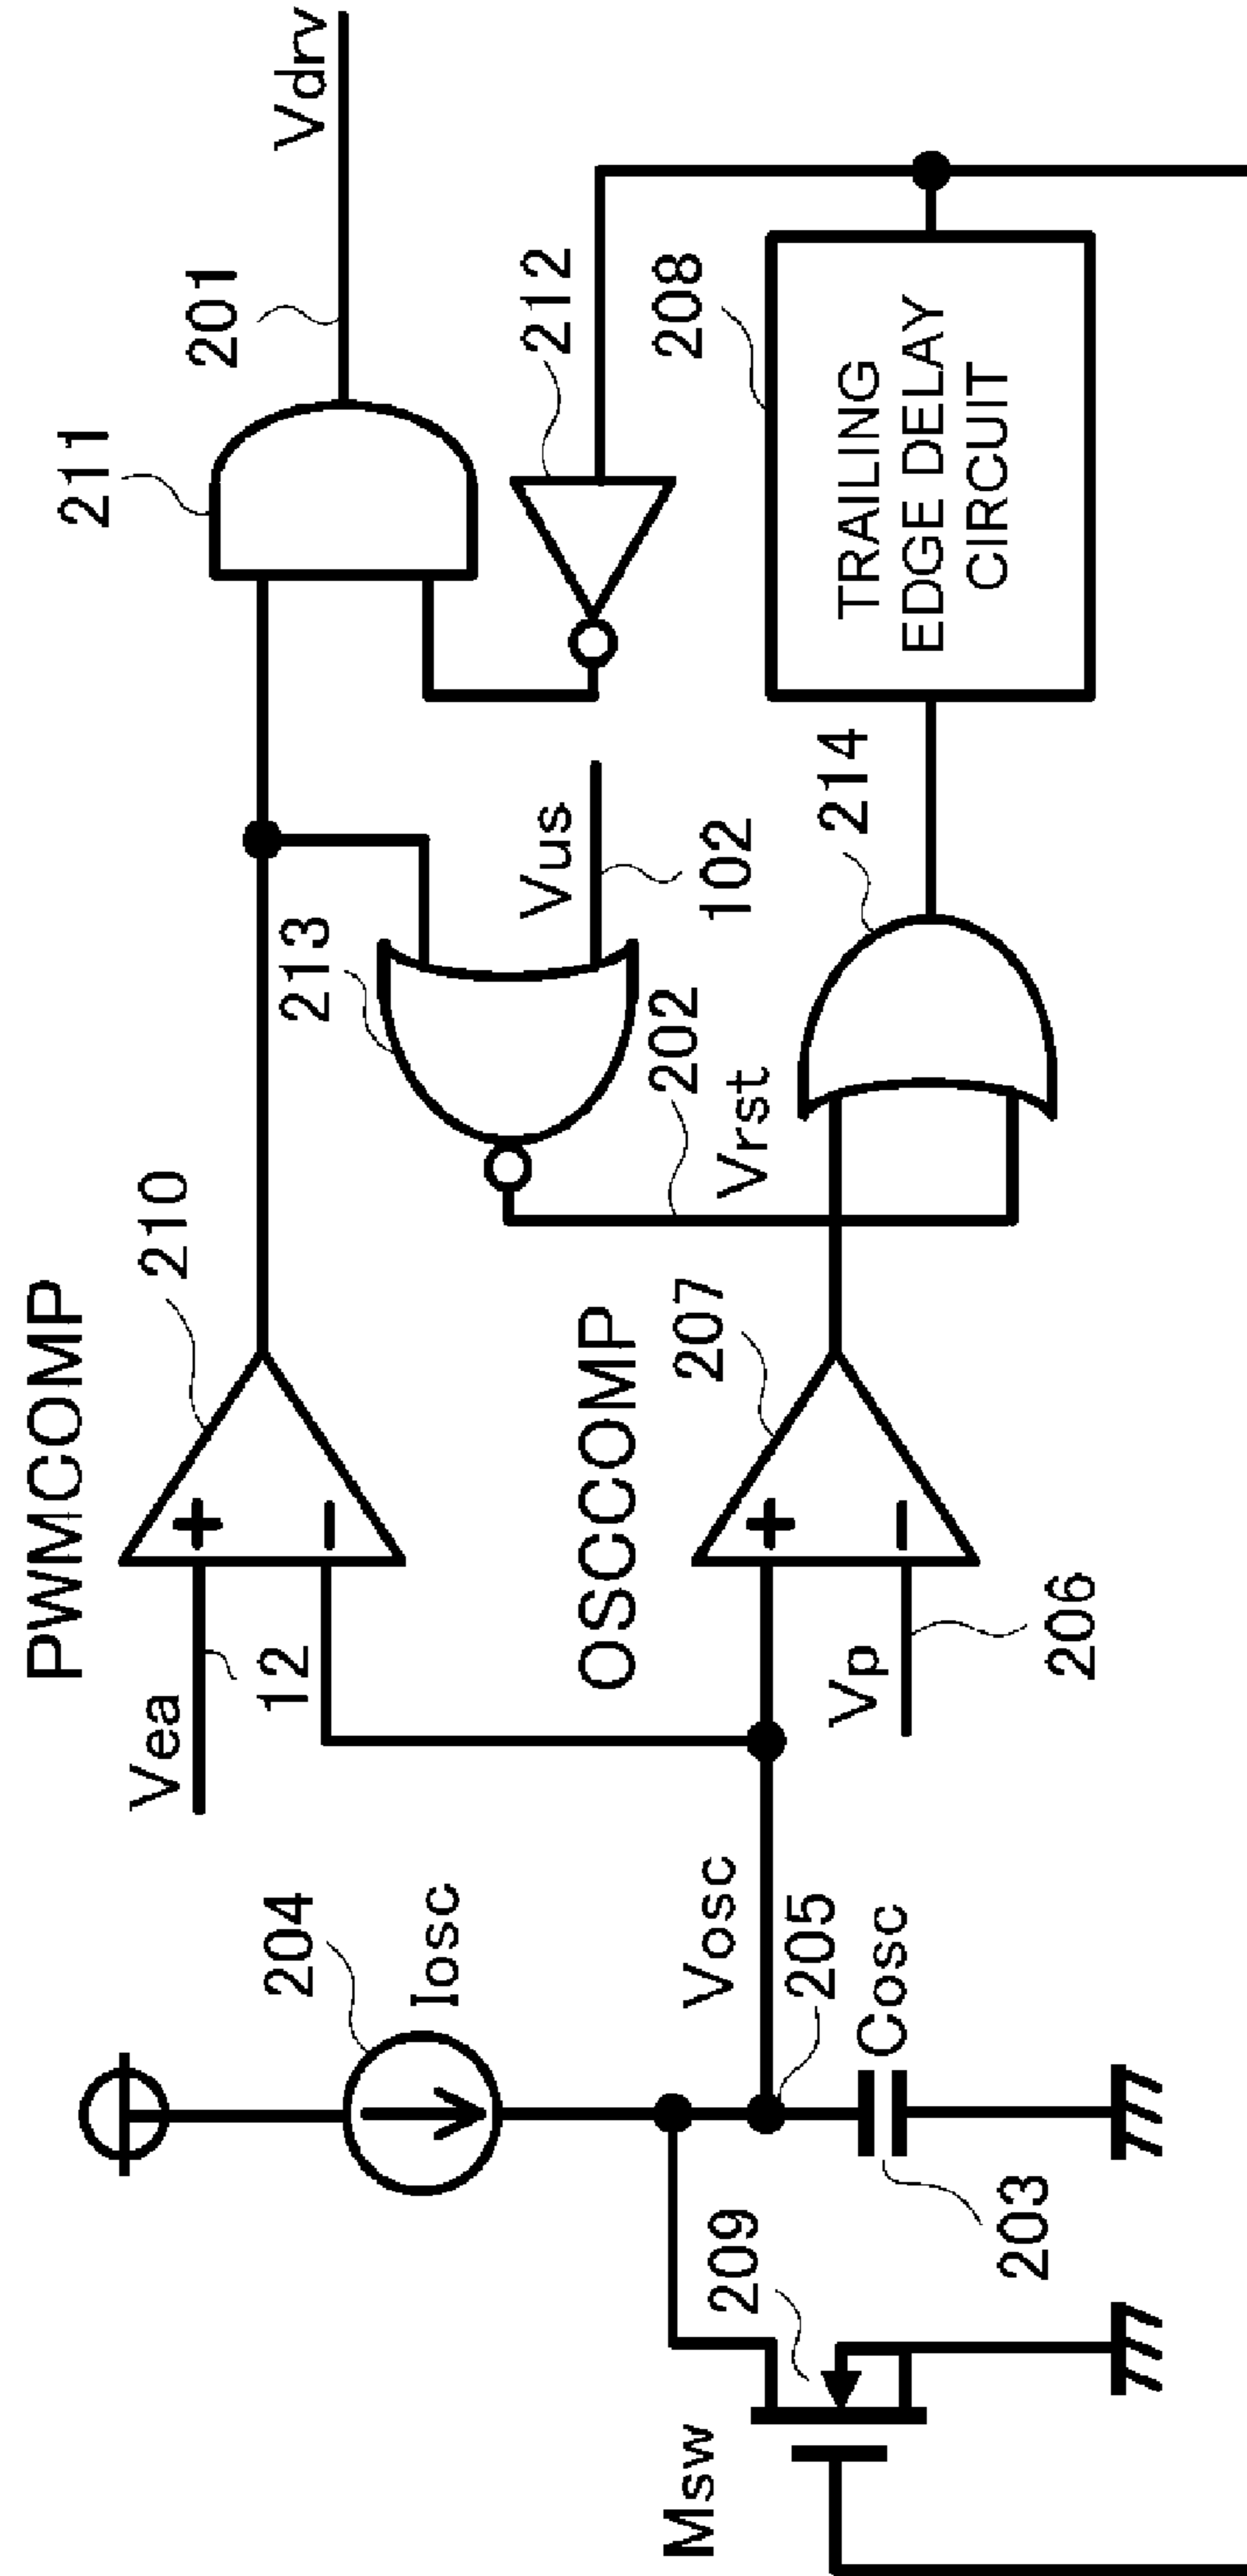 PWMCOMP
210
211
201
Vdrv
Vea
12
204
Iosc
213
Vus
102
212
OSCCOMP
207
202
Vrst
214
208
TRAILING
EDGE DELAY
CIRCUIT
Vosc
205
Cosc
203
Vp
206
209
Msw
+
−
+
−